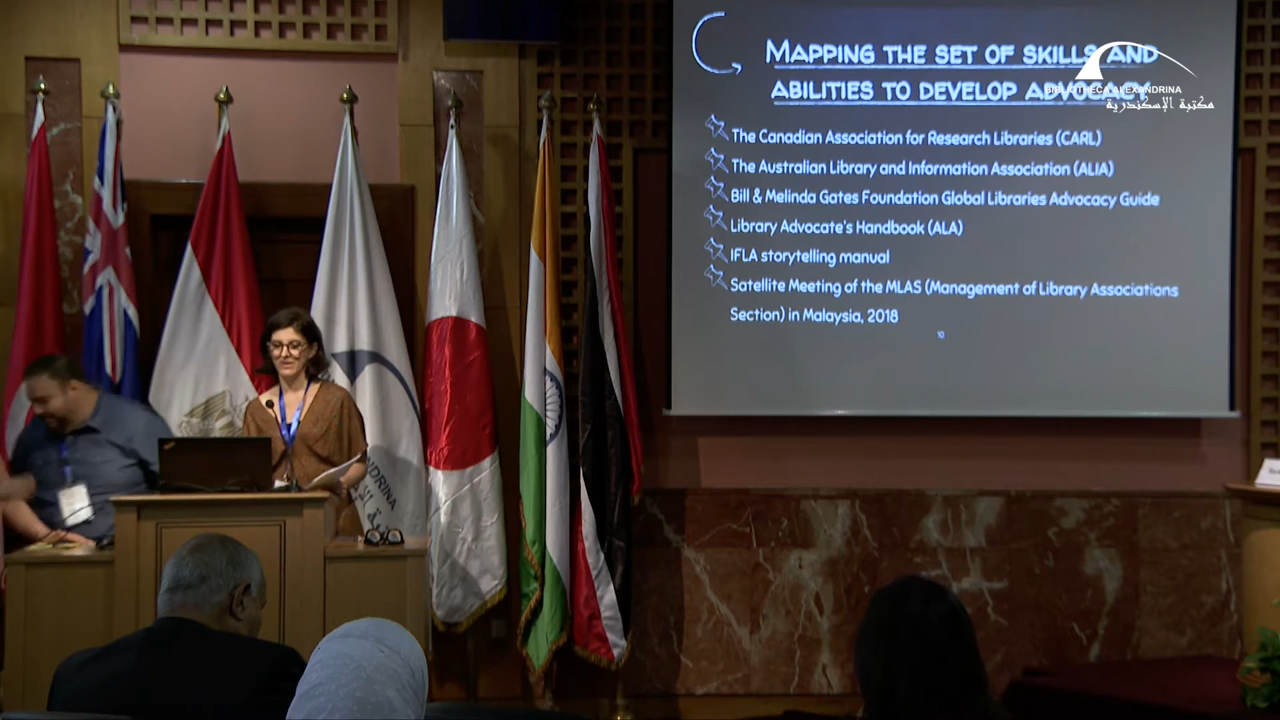 MAPPING THE SET OF SKILLS AND
ABILITIES TO DEVELOP ADVOCACY
BIBLIOTHECA ALEXANDRINA
مكتبة الإسكندرية
The Canadian Association for Research Libraries (CARL)
The Australian Library and Information Association (ALIA)
Bill & Melinda Gates Foundation Global Libraries Advocacy Guide
Library Advocate's Handbook (ALA)
IFLA storytelling manual
Satellite Meeting of the MLAS (Management of Library Associations
Section) in Malaysia, 2018
10